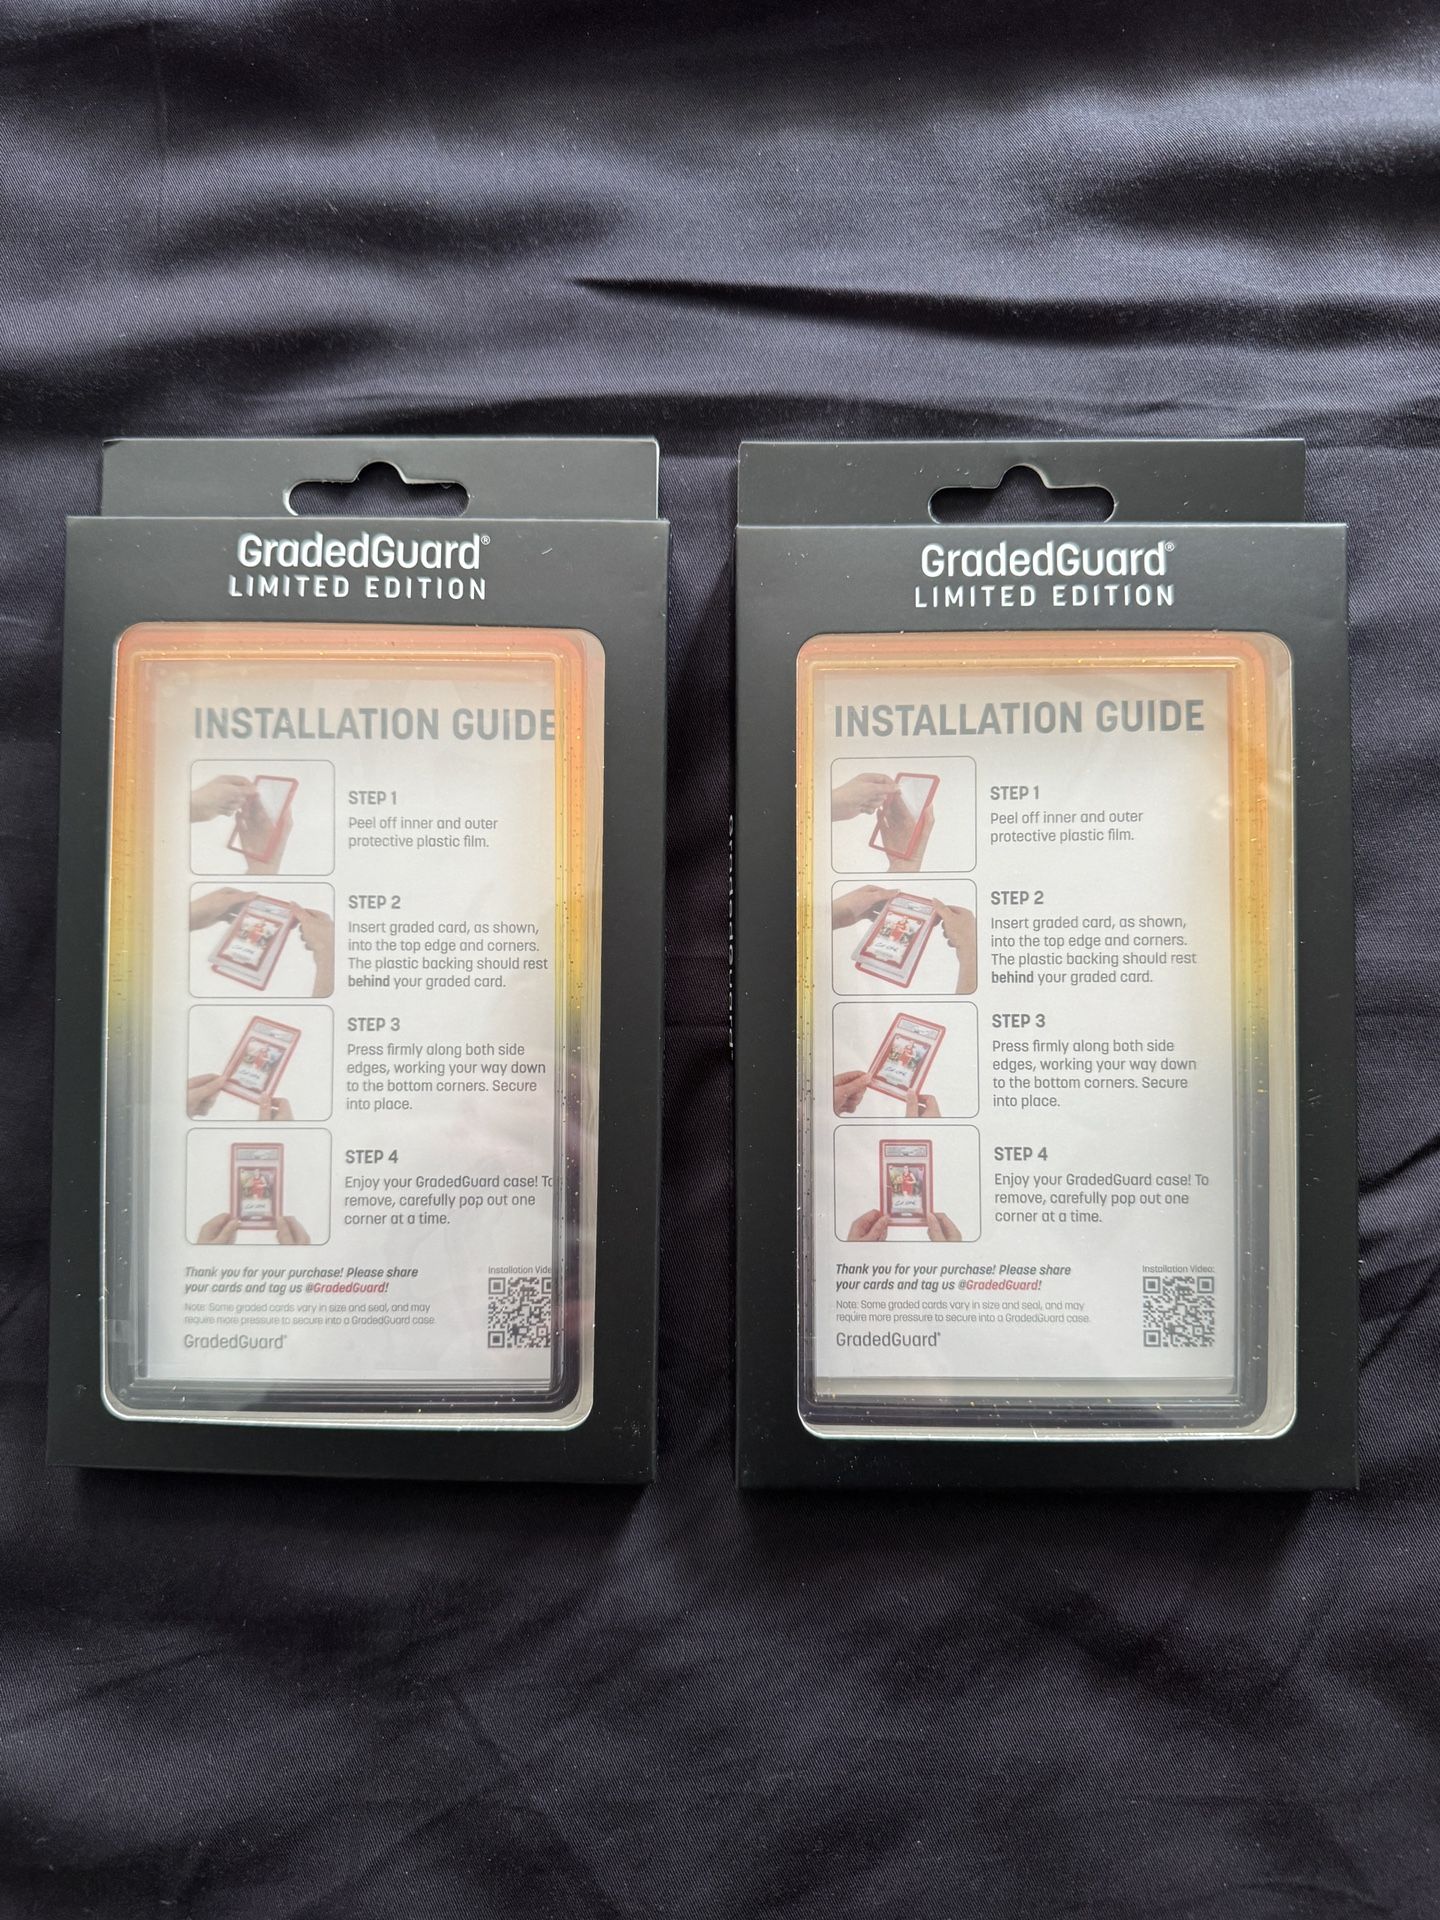 GradedGuard®
LIMITED EDITION
INSTALLATION GUIDE
STEP 1
Peel off inner and outer
protective plastic film.
STEP 2
Insert graded card, as shown,
into the top edge and corners.
The plastic backing should rest
behind your graded card.
STEP 3
Press firmly along both side
edges, working your way down
to the bottom corners. Secure
into place.
STEP 4
Enjoy your GradedGuard case! To
remove, carefully pop out one
corner at a time.
Thank you for your purchase! Please share
your cards and tag us @GradedGuard!
Installation Vide
Note: Some graded cards vary in size and seal, and may
require more pressure to secure into a GradedGuard case.
GradedGuard®
GradedGuard®
LIMITED EDITION
INSTALLATION GUIDE
STEP 1
Peel off inner and outer
protective plastic film.
STEP 2
Insert graded card, as shown,
into the top edge and corners.
The plastic backing should rest
behind your graded card.
STEP 3
Press firmly along both side
edges, working your way down
to the bottom corners. Secure
into place.
STEP 4
Enjoy your GradedGuard case! To
remove, carefully pop out one
corner at a time.
Thank you for your purchase! Please share
your cards and tag us @GradedGuard!
Installation Video:
Note: Some graded cards vary in size and seal, and may
require more pressure to secure into a GradedGuard case.
GradedGuard®